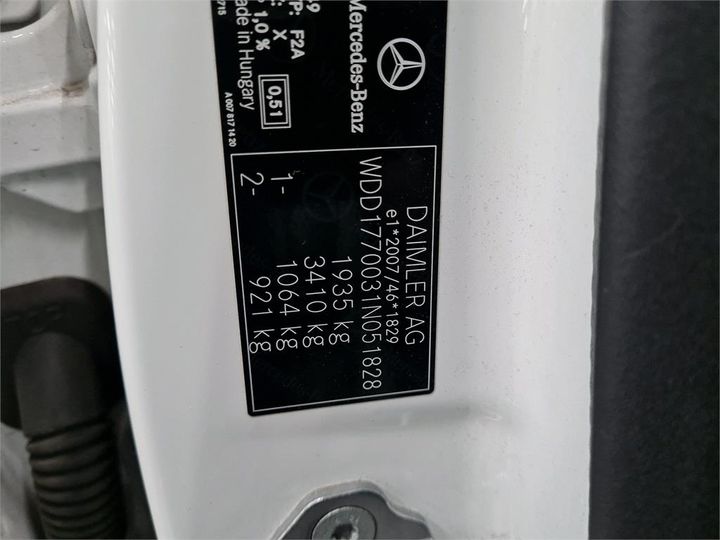 Mercedes-Benz
DAIMLER AG
e1*2007/46*1829
WDD1770031N051828
1935 kg
3410 kg
1- 1064 kg
2- 921 kg
P: F2A
X
1,0 %
0,51
ade in Hungary
A 007 817 14 20